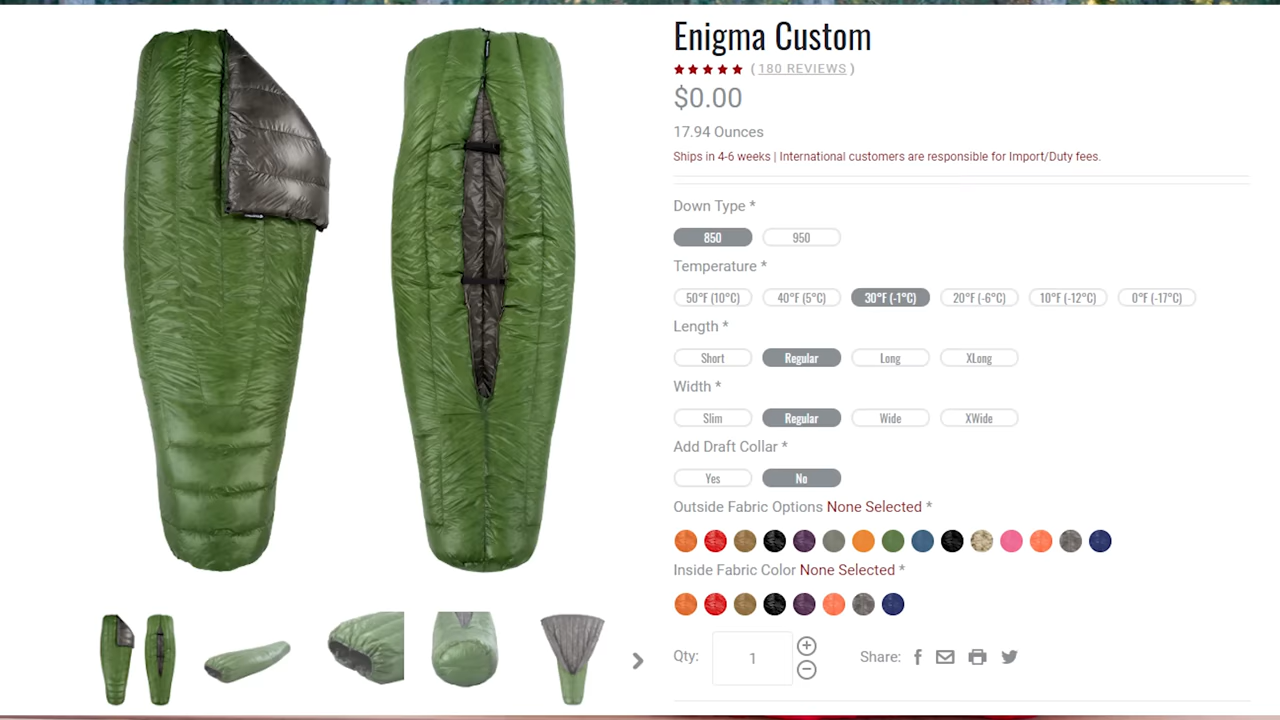 Enigma Custom
( 180 REVIEWS )
$0.00
17.94 Ounces
Ships in 4-6 weeks | International customers are responsible for Import/Duty fees.
Down Type *
850 950
Temperature *
50°F (10°C) 40°F (5°C) 30°F (-1°C) 20°F (-6°C) 10°F (-12°C) 0°F (-17°C)
Length *
Short Regular Long XLong
Width *
Slim Regular Wide XWide
Add Draft Collar *
Yes No
Outside Fabric Options None Selected *
Inside Fabric Color None Selected *
Qty: 1 Share: